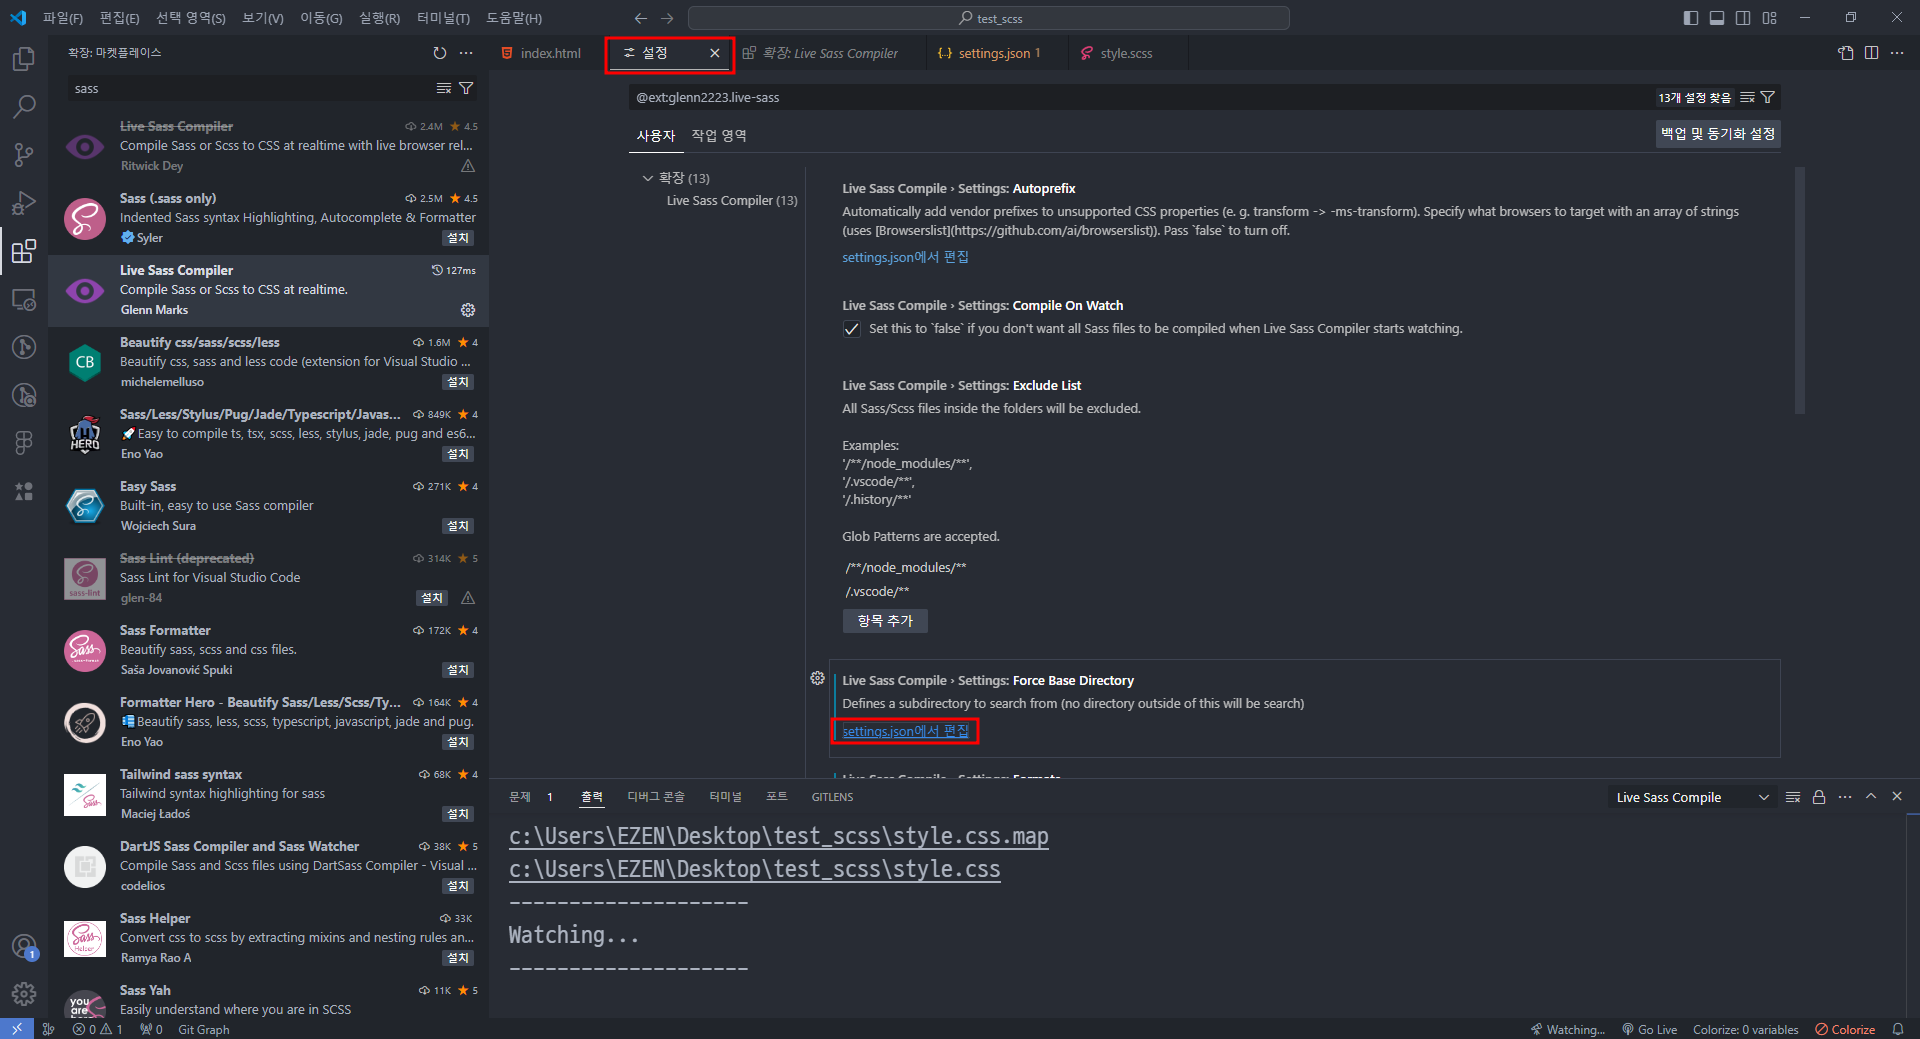 파일(F) 편집(E) 선택 영역(S) 보기(V) 이동(G) 실행(R) 터미널(T) 도움말(H)
test_scss
확장: 마켓플레이스
sass
Live Sass Compiler 2.4M 4.5
Compile Sass or Scss to CSS at realtime with live browser rel...
Ritwick Dey
Sass (.sass only) 2.5M 4.5
Indented Sass syntax Highlighting, Autocomplete & Formatter
Syler 설치
Live Sass Compiler 127ms
Compile Sass or Scss to CSS at realtime.
Glenn Marks
Beautify css/sass/scss/less 1.6M 4
CB
Beautify css, sass and less code (extension for Visual Studio ...
michelemelluso 설치
Sass/Less/Stylus/Pug/Jade/Typescript/Javas... 849K 4
HERO
Easy to compile ts, tsx, scss, less, stylus, jade, pug and es6...
Eno Yao 설치
Easy Sass 271K 4
Built-in, easy to use Sass compiler
Wojciech Sura 설치
Sass Lint (deprecated) 314K 5
Sass Lint for Visual Studio Code
sass-lint
glen-84 설치
Sass Formatter 172K 4
Sass
Beautify sass, scss and css files.
Saša Jovanović Spuki 설치
Formatter Hero - Beautify Sass/Less/Scss/Ty... 164K 4
Beautify sass, less, scss, typescript, javascript, jade and pug.
Eno Yao 설치
Tailwind sass syntax 68K 4
Tailwind syntax highlighting for sass
Sass
Maciej Ładoś 설치
DartJS Sass Compiler and Sass Watcher 38K 5
Compile Sass and Scss files using DartSass Compiler - Visual ...
codelios 설치
Sass Helper 33K
Sass
Helper
Convert css to scss by extracting mixins and nesting rules an...
Ramya Rao A 설치
Sass Yah 11K 5
you
are
Easily understand where you are in SCSS
index.html 설정 확장: Live Sass Compiler settings.json 1 style.scss
@ext:glenn2223.live-sass 13개 설정 찾음
사용자 작업 영역 백업 및 동기화 설정
확장 (13)
Live Sass Compiler (13)
Live Sass Compile › Settings: Autoprefix
Automatically add vendor prefixes to unsupported CSS properties (e. g. transform -> -ms-transform). Specify what browsers to target with an array of strings
(uses [Browserslist](https://github.com/ai/browserslist)). Pass `false` to turn off.
settings.json에서 편집
Live Sass Compile › Settings: Compile On Watch
Set this to `false` if you don't want all Sass files to be compiled when Live Sass Compiler starts watching.
Live Sass Compile › Settings: Exclude List
All Sass/Scss files inside the folders will be excluded.
Examples:
'/**/node_modules/**',
'/.vscode/**',
'/.history/**'
Glob Patterns are accepted.
/**/node_modules/**
/.vscode/**
항목 추가
Live Sass Compile › Settings: Force Base Directory
Defines a subdirectory to search from (no directory outside of this will be search)
settings.json에서 편집
Live Sass Compile › Settings: Formats
문제 1 출력 디버그 콘솔 터미널 포트 GITLENS Live Sass Compile
c:\Users\EZEN\Desktop\test_scss\style.css.map
c:\Users\EZEN\Desktop\test_scss\style.css
--------------------
Watching...
--------------------
1
0 1 0 Git Graph Watching... Go Live Colorize: 0 variables Colorize